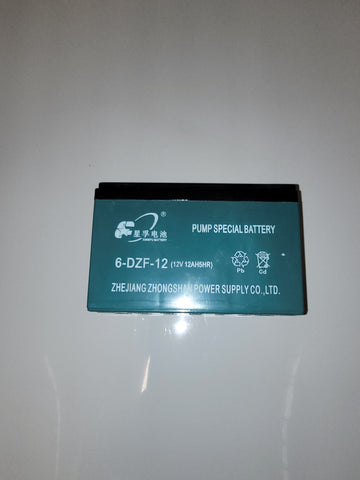 ®
星孚电池
PUMP SPECIAL BATTERY
6-DZF-12 (12V 12AH5HR)
Pb Cd
ZHEJIANG ZHONGSHAN POWER SUPPLY CO.,LTD.